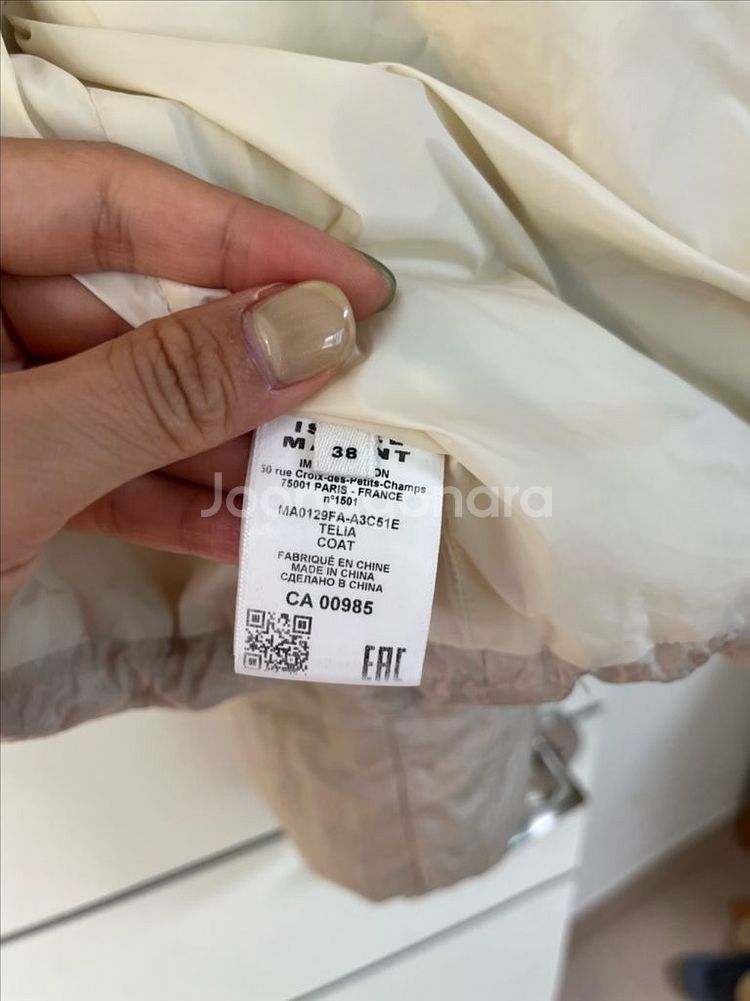 38
50 rue Croix-des-Petits-Champs
75001 PARIS - FRANCE
n°1501
MA0129FA-A3C51E
TELIA
COAT
FABRIQUÉ EN CHINE
MADE IN CHINA
СДЕЛАНО В CHINA
CA 00985
EAC